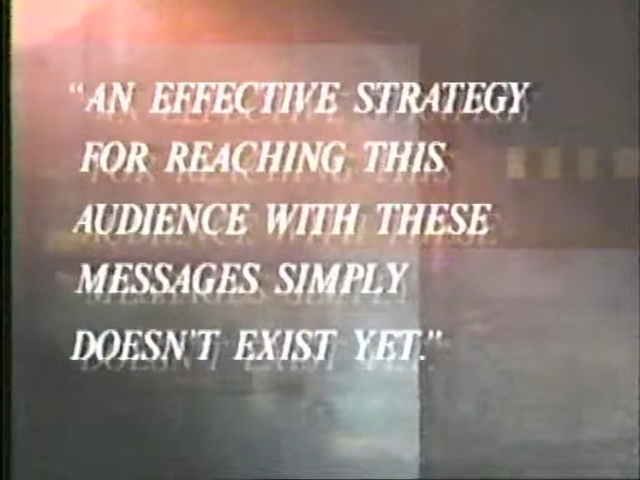 “AN EFFECTIVE STRATEGY
FOR REACHING THIS
AUDIENCE WITH THESE
MESSAGES SIMPLY
DOESN'T EXIST YET.”